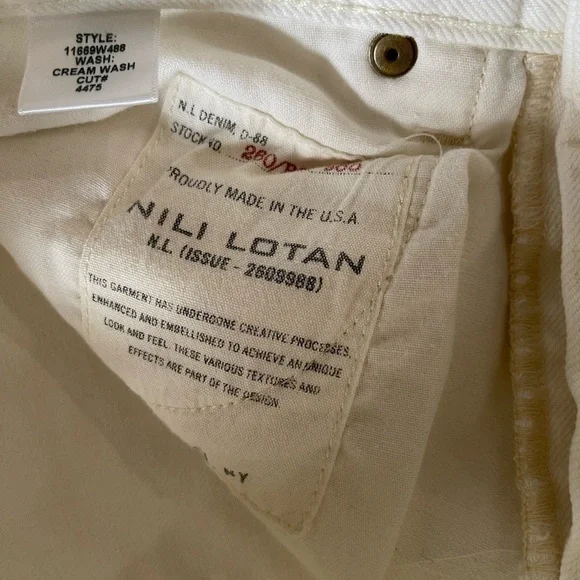 STYLE:
11669W488
WASH:
CREAM WASH
CUT#
4475
N.L DENIM, D-88
STOCK NO.
PROUDLY MADE IN THE U.S.A
NILI LOTAN
N.L. (ISSUE - 2609988)
THIS GARMENT HAS UNDERGONE CREATIVE PROCESSES,
ENHANCED AND EMBELLISHED TO ACHIEVE AN UNIQUE
LOOK AND FEEL. THESE VARIOUS TEXTURES AND
EFFECTS ARE PART OF THE DESIGN.
NY